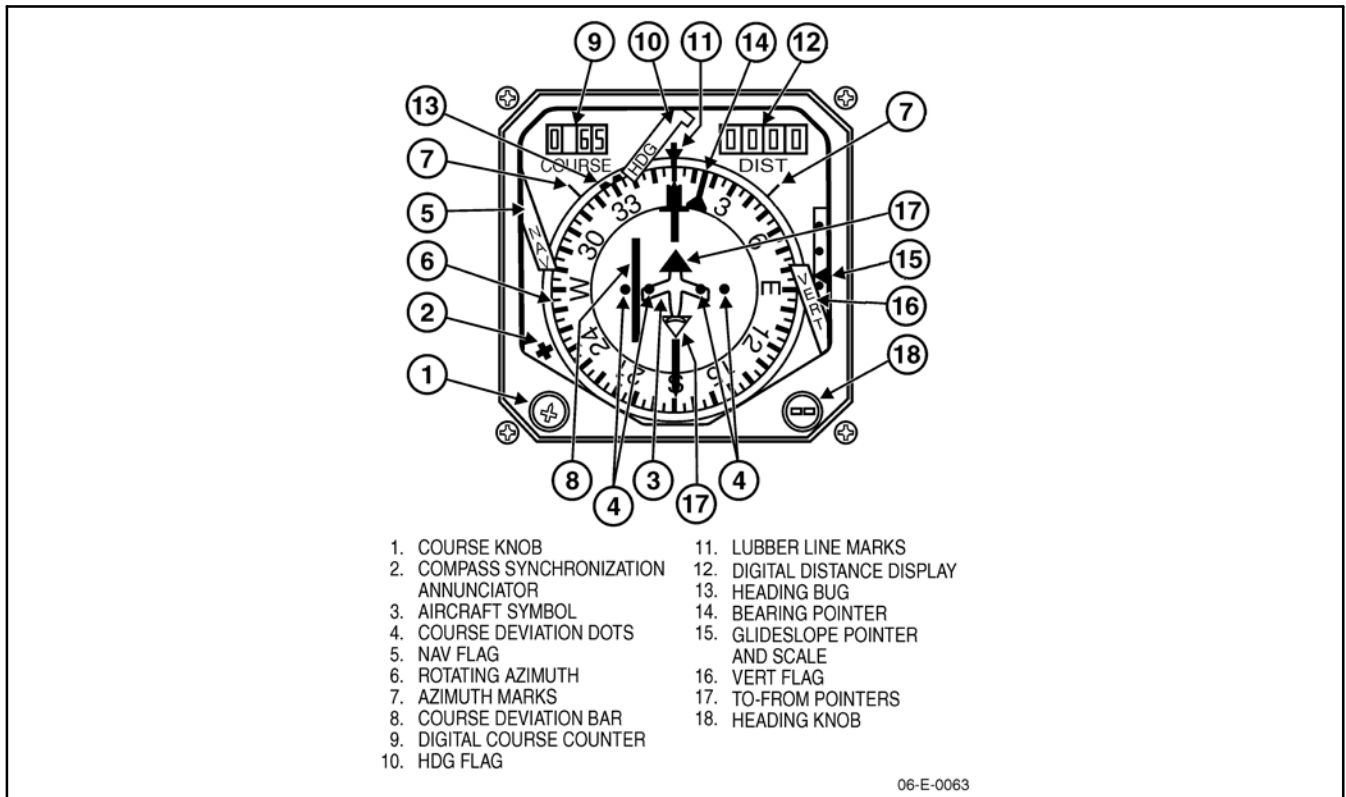 9
10
11
14
12
13
7
7
0 65
COURSE
HDG
0000
DIST
5
NAV
33
3
17
30
6
6
15
W
E
VERT
16
2
24
12
1
21
S
15
18
8
4
3
17
4
1. COURSE KNOB
2. COMPASS SYNCHRONIZATION
ANNUNCIATOR
3. AIRCRAFT SYMBOL
4. COURSE DEVIATION DOTS
5. NAV FLAG
6. ROTATING AZIMUTH
7. AZIMUTH MARKS
8. COURSE DEVIATION BAR
9. DIGITAL COURSE COUNTER
10. HDG FLAG
11. LUBBER LINE MARKS
12. DIGITAL DISTANCE DISPLAY
13. HEADING BUG
14. BEARING POINTER
15. GLIDESLOPE POINTER
AND SCALE
16. VERT FLAG
17. TO-FROM POINTERS
18. HEADING KNOB
06-E-0063